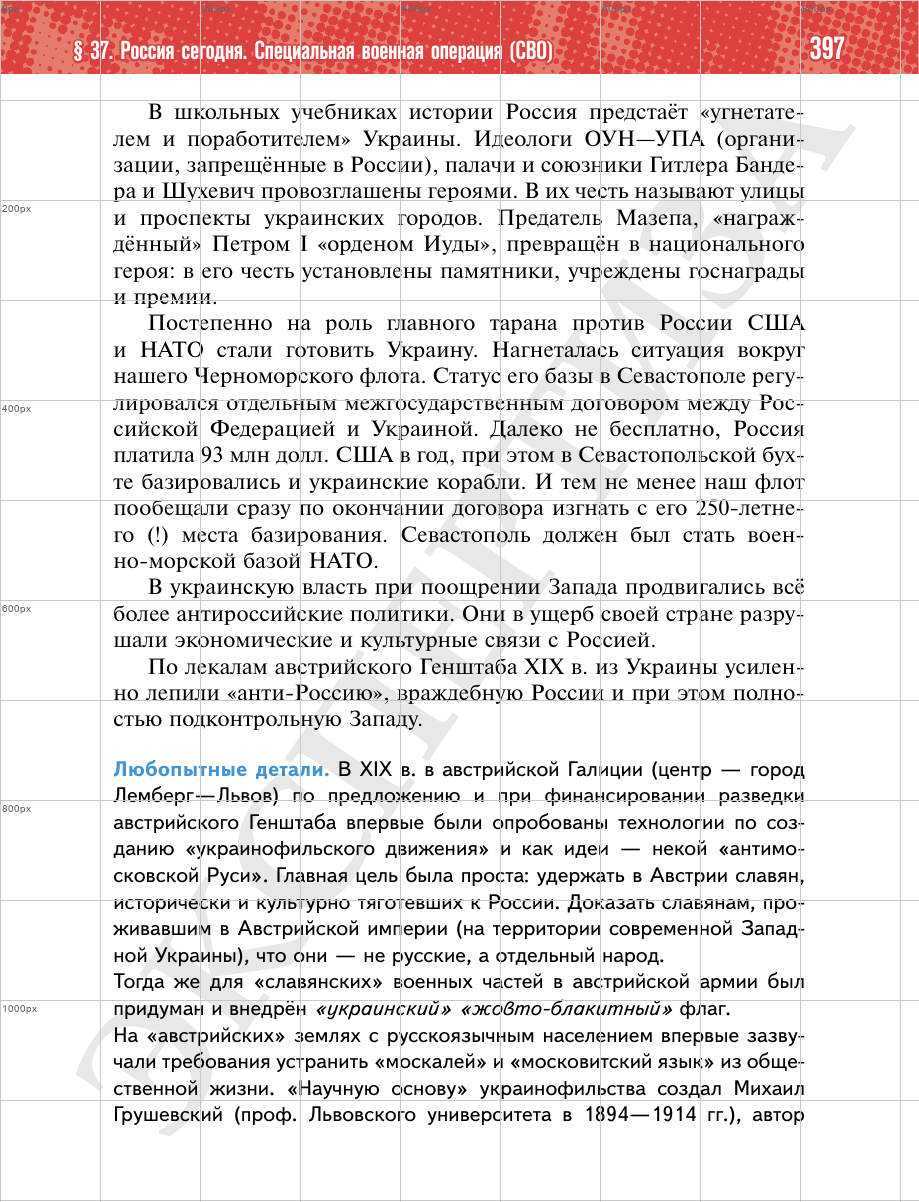 § 37. Россия сегодня. Специальная военная операция (СВО)
397
В школьных учебниках истории Россия предстаёт «угнетате-
лем и поработителем» Украины. Идеологи ОУН—УПА (органи-
зации, запрещённые в России), палачи и союзники Гитлера Банде-
ра и Шухевич провозглашены героями. В их честь называют улицы
и проспекты украинских городов. Предатель Мазепа, «награж-
дённый» Петром I «орденом Иуды», превращён в национального
героя: в его честь установлены памятники, учреждены госнаграды
и премии.
Постепенно на роль главного тарана против России США
и НАТО стали готовить Украину. Нагнеталась ситуация вокруг
нашего Черноморского флота. Статус его базы в Севастополе регу-
лировался отдельным межгосударственным договором между Рос-
сийской Федерацией и Украиной. Далеко не бесплатно, Россия
платила 93 млн долл. США в год, при этом в Севастопольской бух-
те базировались и украинские корабли. И тем не менее наш флот
пообещали сразу по окончании договора изгнать с его 250-летне-
го (!) места базирования. Севастополь должен был стать воен-
но-морской базой НАТО.
В украинскую власть при поощрении Запада продвигались всё
более антироссийские политики. Они в ущерб своей стране разру-
шали экономические и культурные связи с Россией.
По лекалам австрийского Генштаба XIX в. из Украины усилен-
но лепили «анти-Россию», враждебную России и при этом полно-
стью подконтрольную Западу.
Любопытные детали. В XIX в. в австрийской Галиции (центр — город
Лемберг—Львов) по предложению и при финансировании разведки
австрийского Генштаба впервые были опробованы технологии по соз-
данию «украинофильского движения» и как идеи — некой «антимо-
сковской Руси». Главная цель была проста: удержать в Австрии славян,
исторически и культурно тяготевших к России. Доказать славянам, про-
живавшим в Австрийской империи (на территории современной Запад-
ной Украины), что они — не русские, а отдельный народ.
Тогда же для «славянских» военных частей в австрийской армии был
придуман и внедрён «украинский» «жовто-блакитный» флаг.
На «австрийских» землях с русскоязычным населением впервые зазву-
чали требования устранить «москалей» и «московитский язык» из обще-
ственной жизни. «Научную основу» украинофильства создал Михаил
Грушевский (проф. Львовского университета в 1894—1914 гг.), автор
ЭКСПЕРТИЗА
200px
400px
600px
800px
1000px